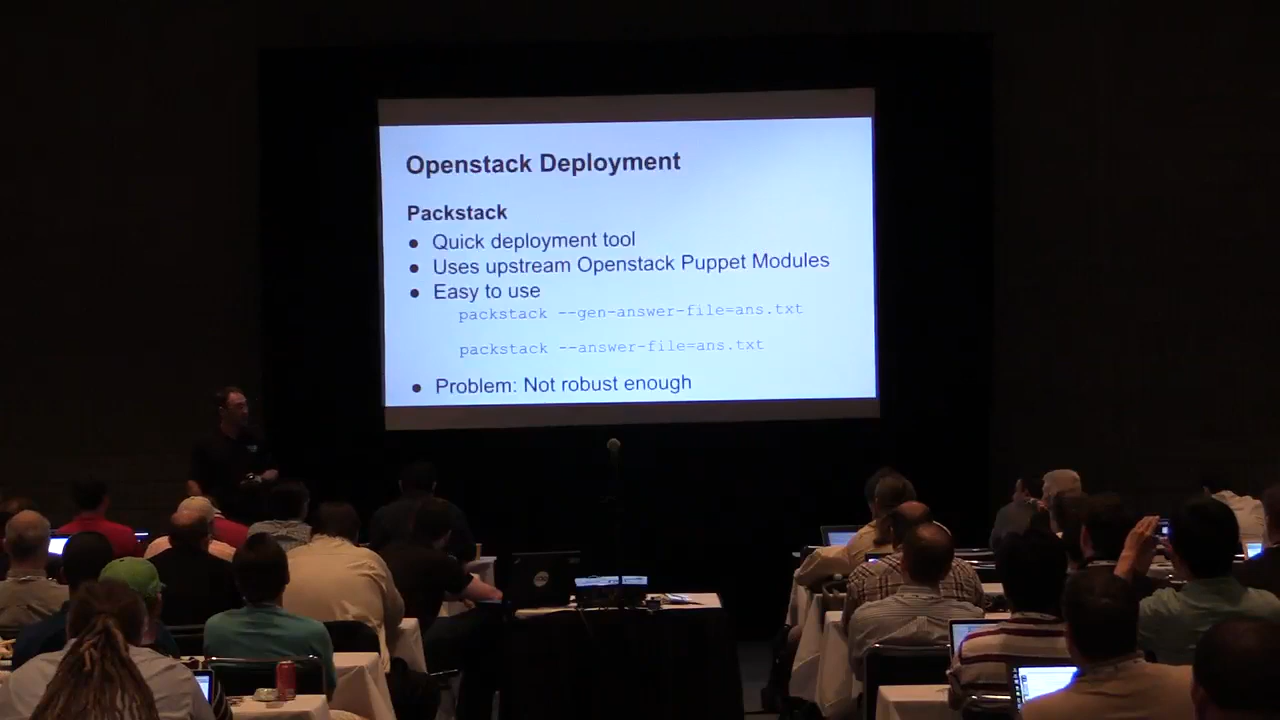 Openstack Deployment
Packstack
● Quick deployment tool
● Uses upstream Openstack Puppet Modules
● Easy to use
packstack --gen-answer-file=ans.txt
packstack --answer-file=ans.txt
● Problem: Not robust enough